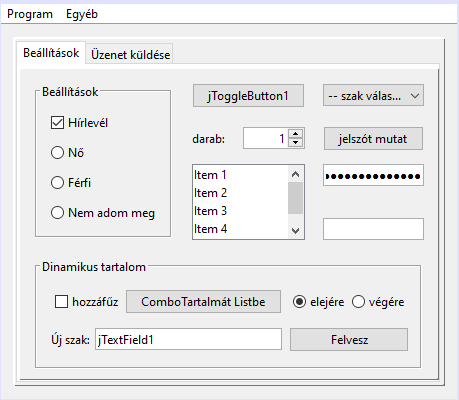 Program Egyéb
Beállítások Üzenet küldése
Beállítások
Hírlevél
Nő
Férfi
Nem adom meg
jToggleButton1 -- szak válas...
darab: 1 jelszót mutat
Item 1
Item 2
Item 3
Item 4
Dinamikus tartalom
hozzáfűz ComboTartalmát Listbe elejére végére
Új szak: jTextField1 Felvesz